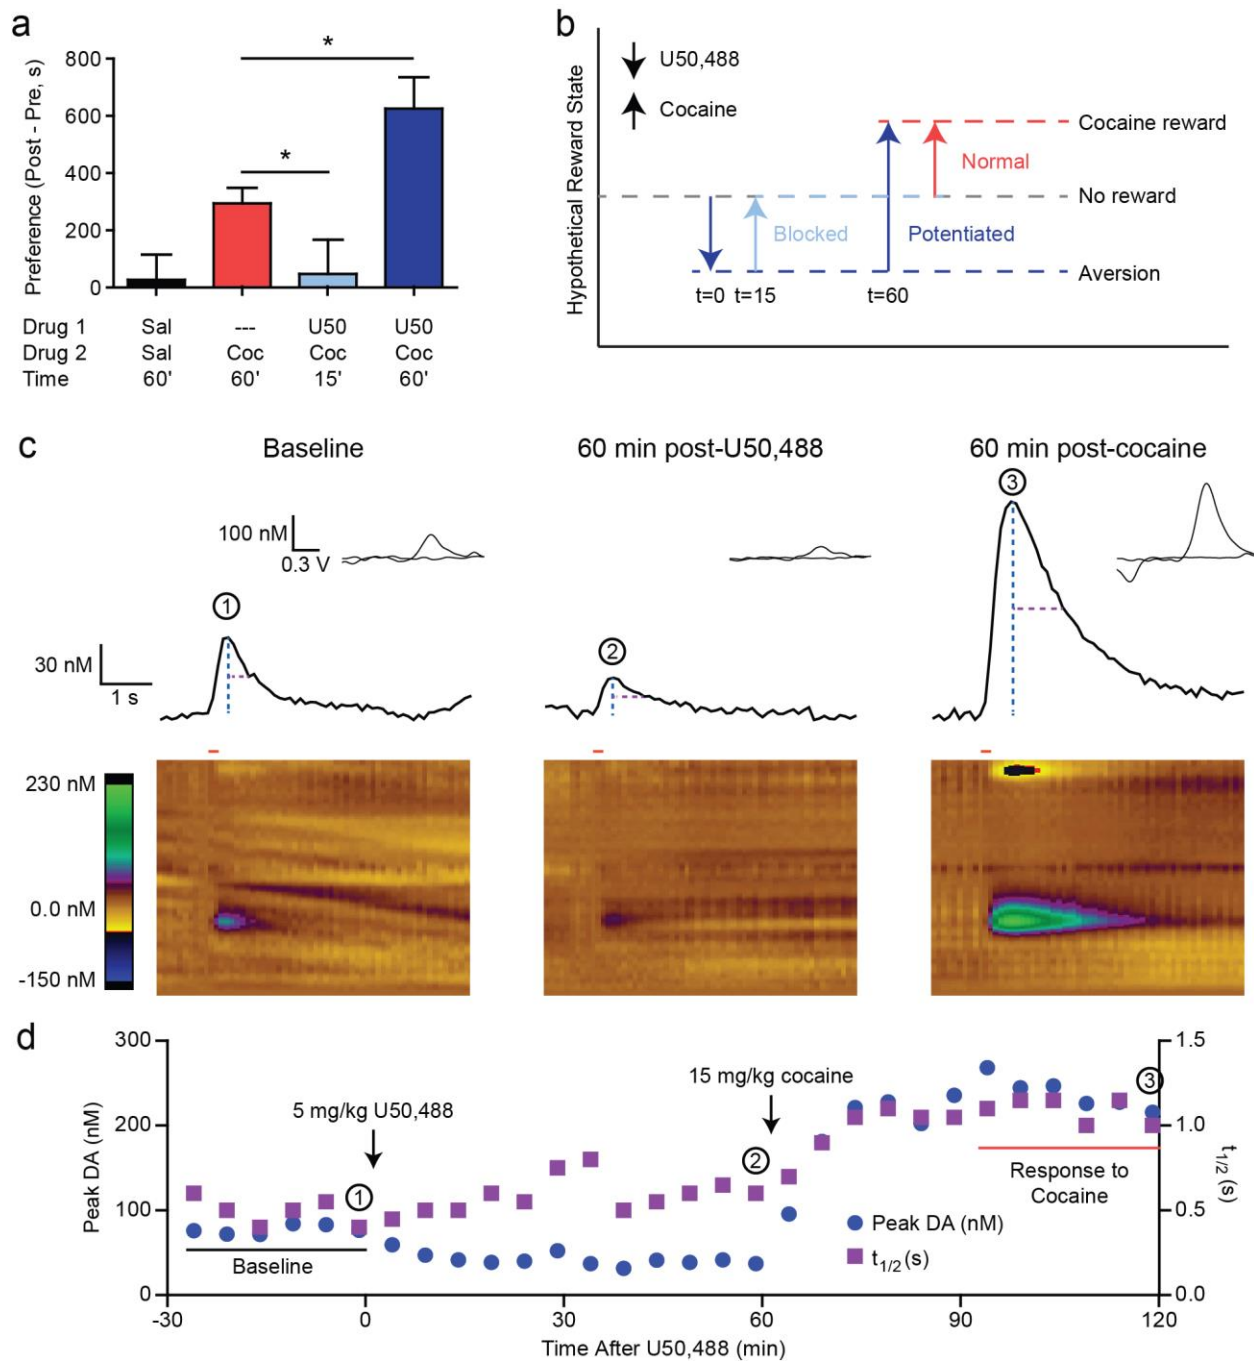 a
*
*
Preference (Post - Pre, s)
800
600
400
200
0
Drug 1 Sal --- U50 U50
Drug 2 Sal Coc Coc Coc
Time 60' 60' 15' 60'
b
Hypothetical Reward State
U50,488
Cocaine
Cocaine reward
Normal
No reward
Blocked
Potentiated
Aversion
t=0 t=15 t=60
c
Baseline
60 min post-U50,488
60 min post-cocaine
100 nM
0.3 V
1
2
3
30 nM
1 s
230 nM
0.0 nM
-150 nM
d
Peak DA (nM)
300
200
100
0
5 mg/kg U50,488
15 mg/kg cocaine
1
2
3
Baseline
Response to
Cocaine
Peak DA (nM)
t1/2 (s)
1.5
1.0
0.5
0.0
t1/2 (s)
-30 0 30 60 90 120
Time After U50,488 (min)